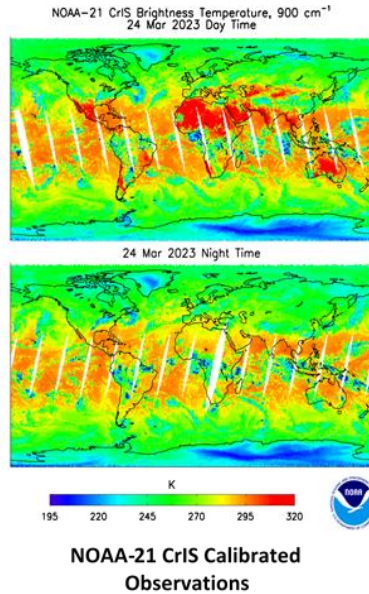 NOAA-21 CrIS Brightness Temperature, 900 cm⁻¹
24 Mar 2023 Day Time
24 Mar 2023 Night Time
K
195 220 245 270 295 320
NOAA
NOAA-21 CrIS Calibrated
Observations